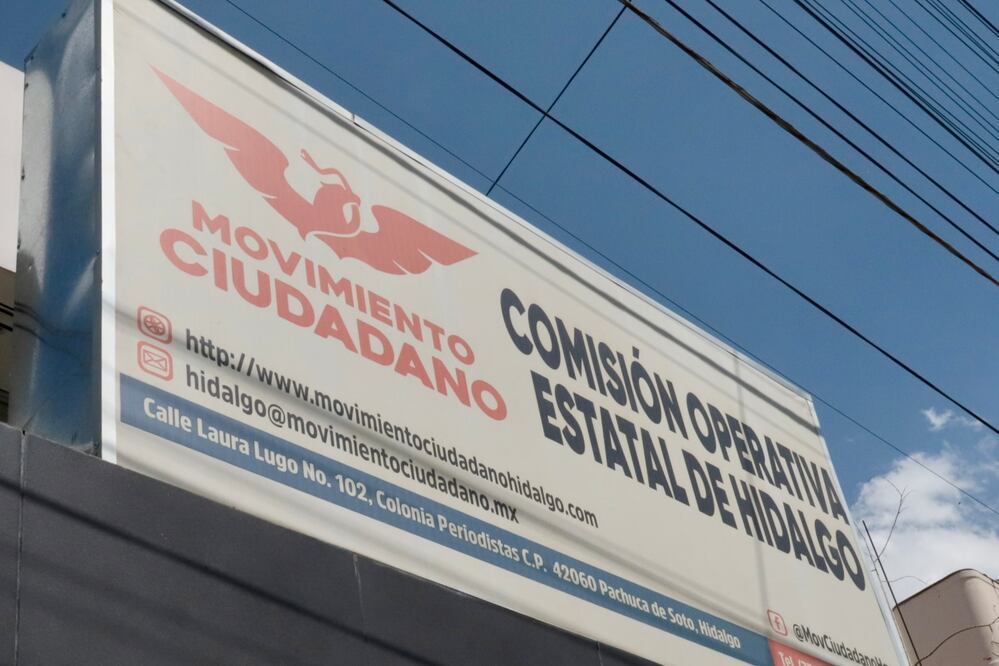 MOVIMIENTO
CIUDADANO
COMISIÓN OPERATIVA
ESTATAL DE HIDALGO
http://www.movimientociudadanohidalgo.com
hidalgo@movimientociudadano.mx
Calle Laura Lugo No. 102, Colonia Periodistas C.P. 42060 Pachuca de Soto, Hidalgo